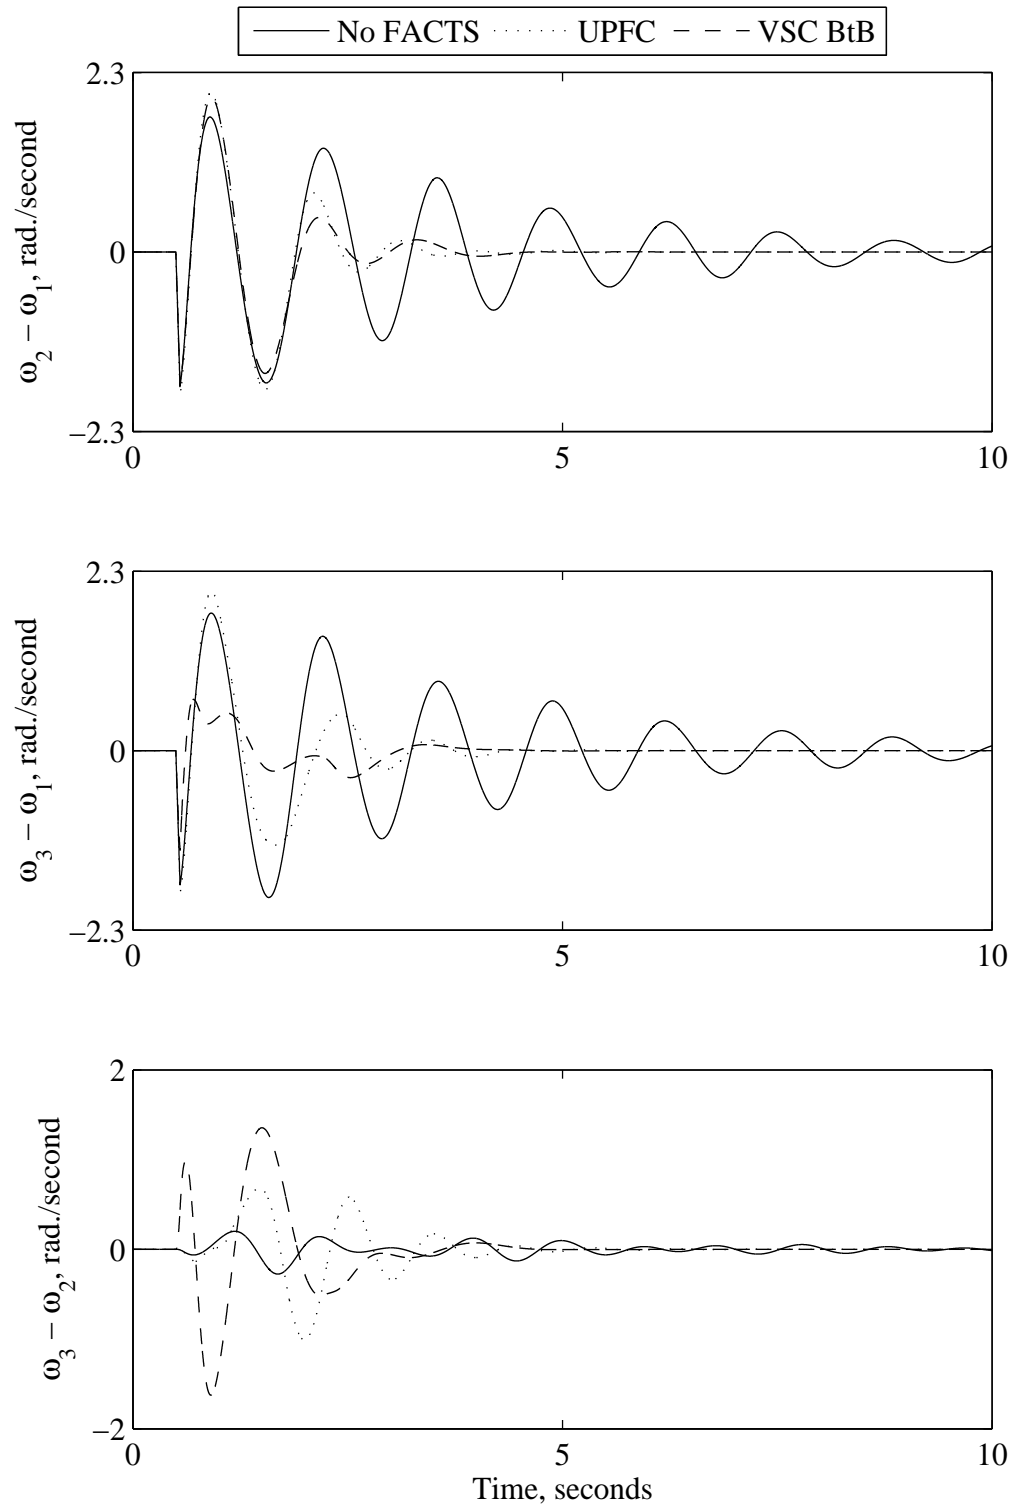 No FACTS UPFC VSC BtB
2.3
0
−2.3
ω2 − ω1, rad./second
0 5 10
2.3
0
−2.3
ω3 − ω1, rad./second
0 5 10
2
0
−2
ω3 − ω2, rad./second
0 5 10
Time, seconds